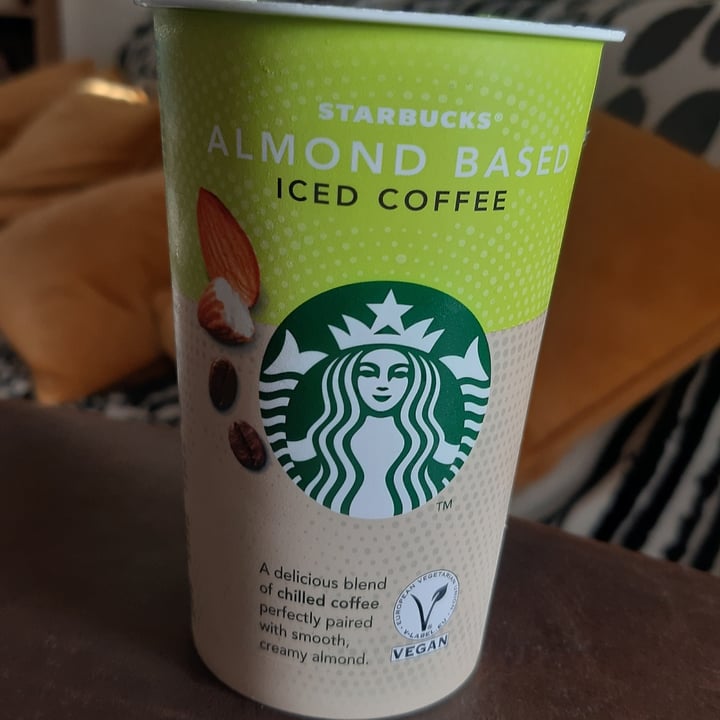 STARBUCKS®
ALMOND BASED
ICED COFFEE
TM
A delicious blend
of chilled coffee
perfectly paired
with smooth,
creamy almond.
EUROPEAN VEGETARIAN UNION
V-LABEL.EU
VEGAN